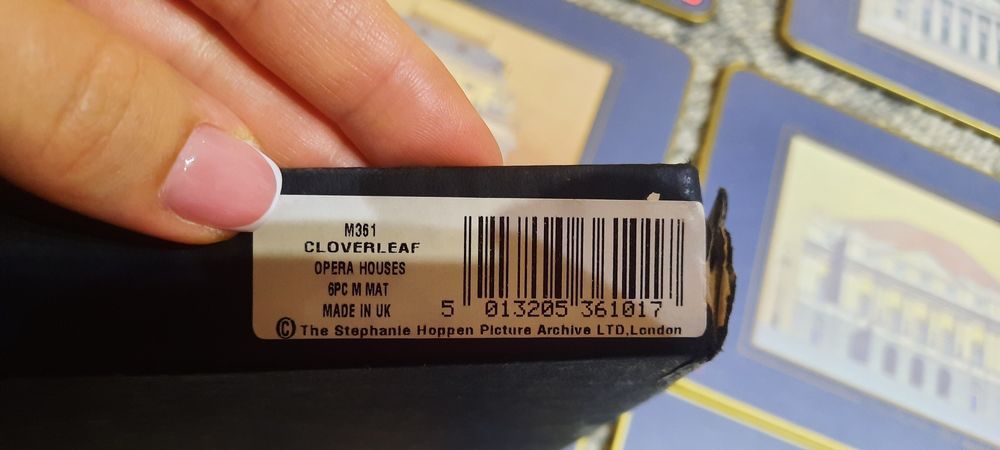 M361
CLOVERLEAF
OPERA HOUSES
6PC M MAT
MADE IN UK
5 013205 361017
© The Stephanie Hoppen Picture Archive LTD,London